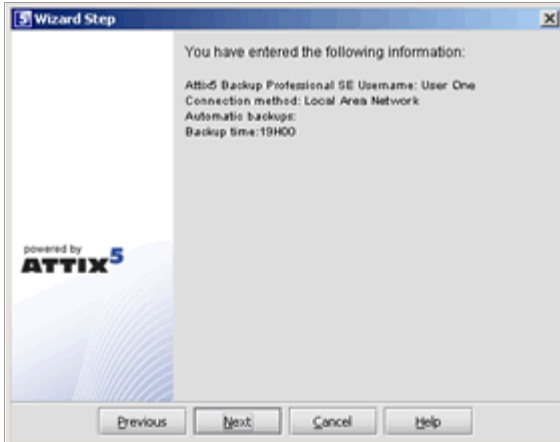 Wizard Step
You have entered the following information:
Attix5 Backup Professional SE Username: User One
Connection method: Local Area Network
Automatic backups:
Backup time:19H00
powered by
ATTIX5
Previous
Next
Cancel
Help